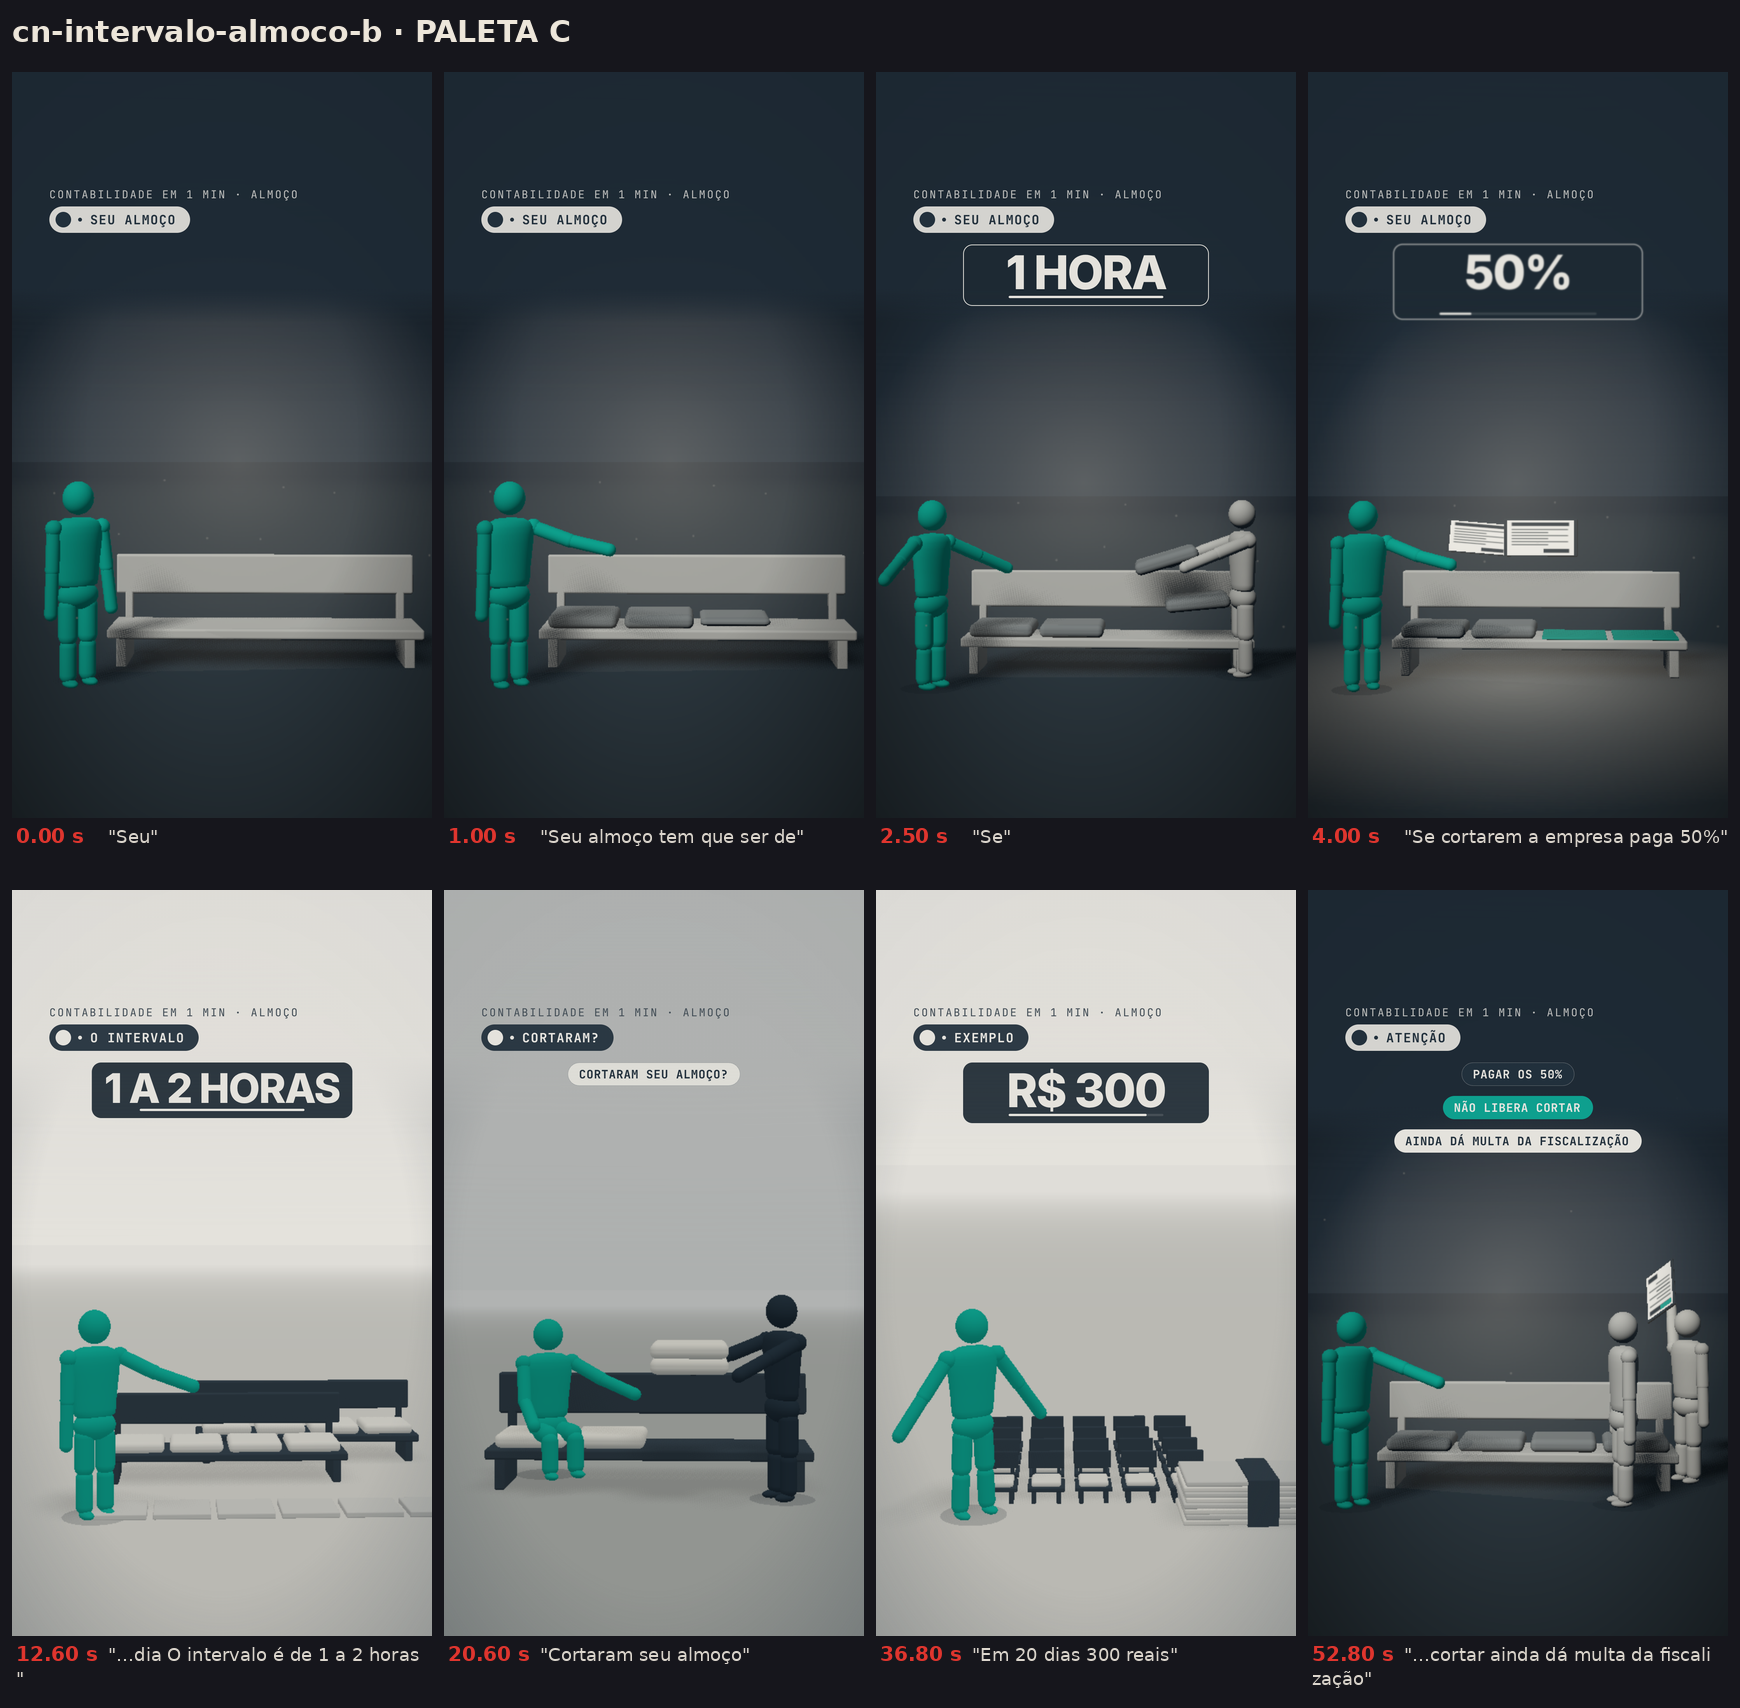 cn-intervalo-almoco-b · PALETA C
CONTABILIDADE EM 1 MIN · ALMOÇO
• SEU ALMOÇO
0.00 s "Seu"
CONTABILIDADE EM 1 MIN · ALMOÇO
• SEU ALMOÇO
1.00 s "Seu almoço tem que ser de"
CONTABILIDADE EM 1 MIN · ALMOÇO
• SEU ALMOÇO
1 HORA
2.50 s "Se"
CONTABILIDADE EM 1 MIN · ALMOÇO
• SEU ALMOÇO
50%
4.00 s "Se cortarem a empresa paga 50%"
CONTABILIDADE EM 1 MIN · ALMOÇO
• O INTERVALO
1 A 2 HORAS
12.60 s "...dia O intervalo é de 1 a 2 horas
"
CONTABILIDADE EM 1 MIN · ALMOÇO
• CORTARAM?
CORTARAM SEU ALMOÇO?
20.60 s "Cortaram seu almoço"
CONTABILIDADE EM 1 MIN · ALMOÇO
• EXEMPLO
R$ 300
36.80 s "Em 20 dias 300 reais"
CONTABILIDADE EM 1 MIN · ALMOÇO
• ATENÇÃO
PAGAR OS 50%
NÃO LIBERA CORTAR
AINDA DÁ MULTA DA FISCALIZAÇÃO
52.80 s "...cortar ainda dá multa da fiscali
zação"